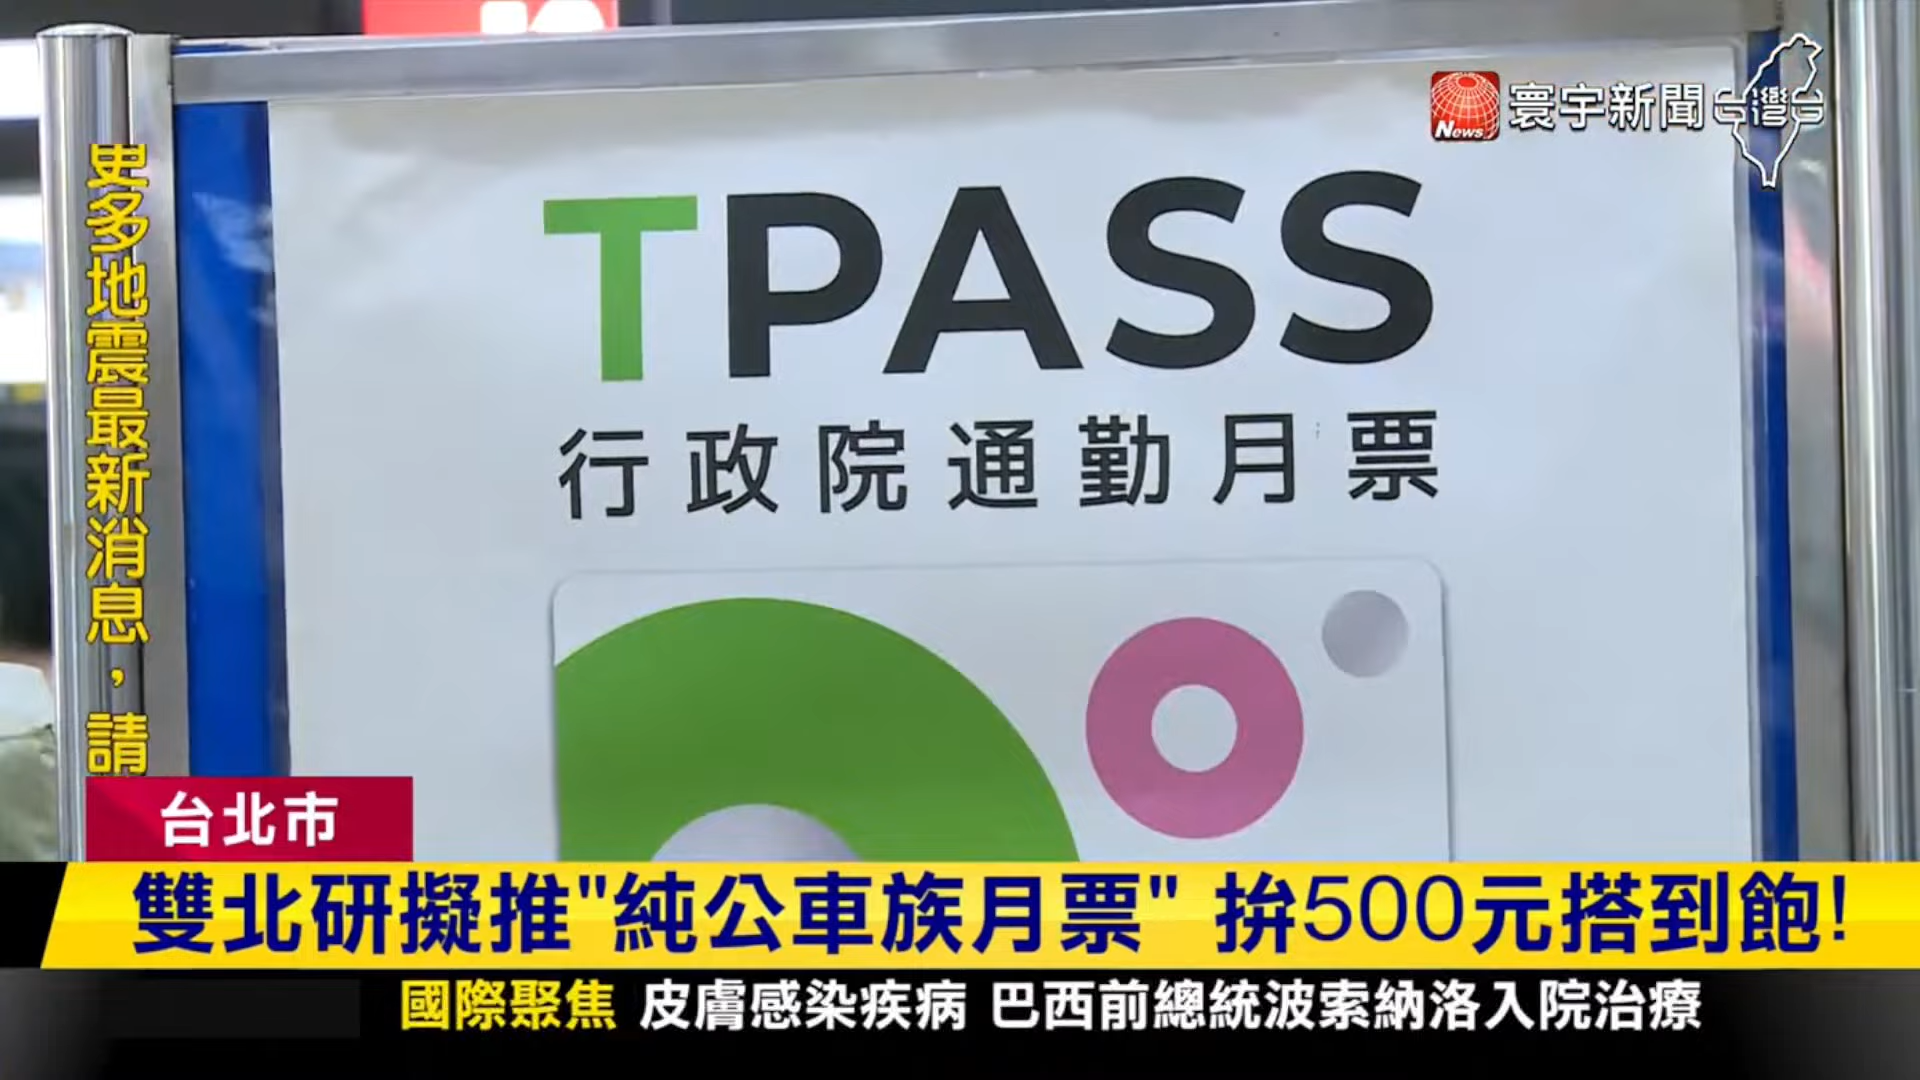 News
寰宇新聞
台灣台
TPASS
行政院通勤月票
更多地震最新消息，請
台北市
雙北研擬推"純公車族月票" 拚500元搭到飽!
國際聚焦 皮膚感染疾病 巴西前總統波索納洛入院治療